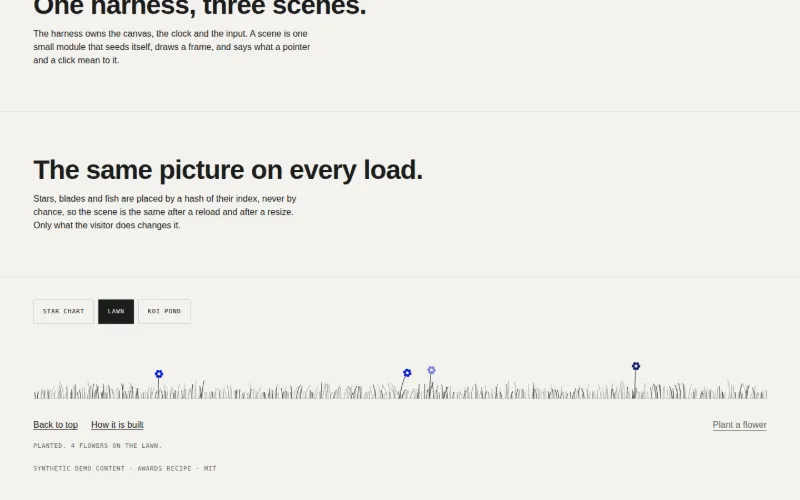 One harness, three scenes.
The harness owns the canvas, the clock and the input. A scene is one
small module that seeds itself, draws a frame, and says what a pointer
and a click mean to it.
The same picture on every load.
Stars, blades and fish are placed by a hash of their index, never by
chance, so the scene is the same after a reload and after a resize.
Only what the visitor does changes it.
STAR CHART LAWN KOI POND
Back to top How it is built Plant a flower
PLANTED. 4 FLOWERS ON THE LAWN.
SYNTHETIC DEMO CONTENT · AWARDS RECIPE · MIT